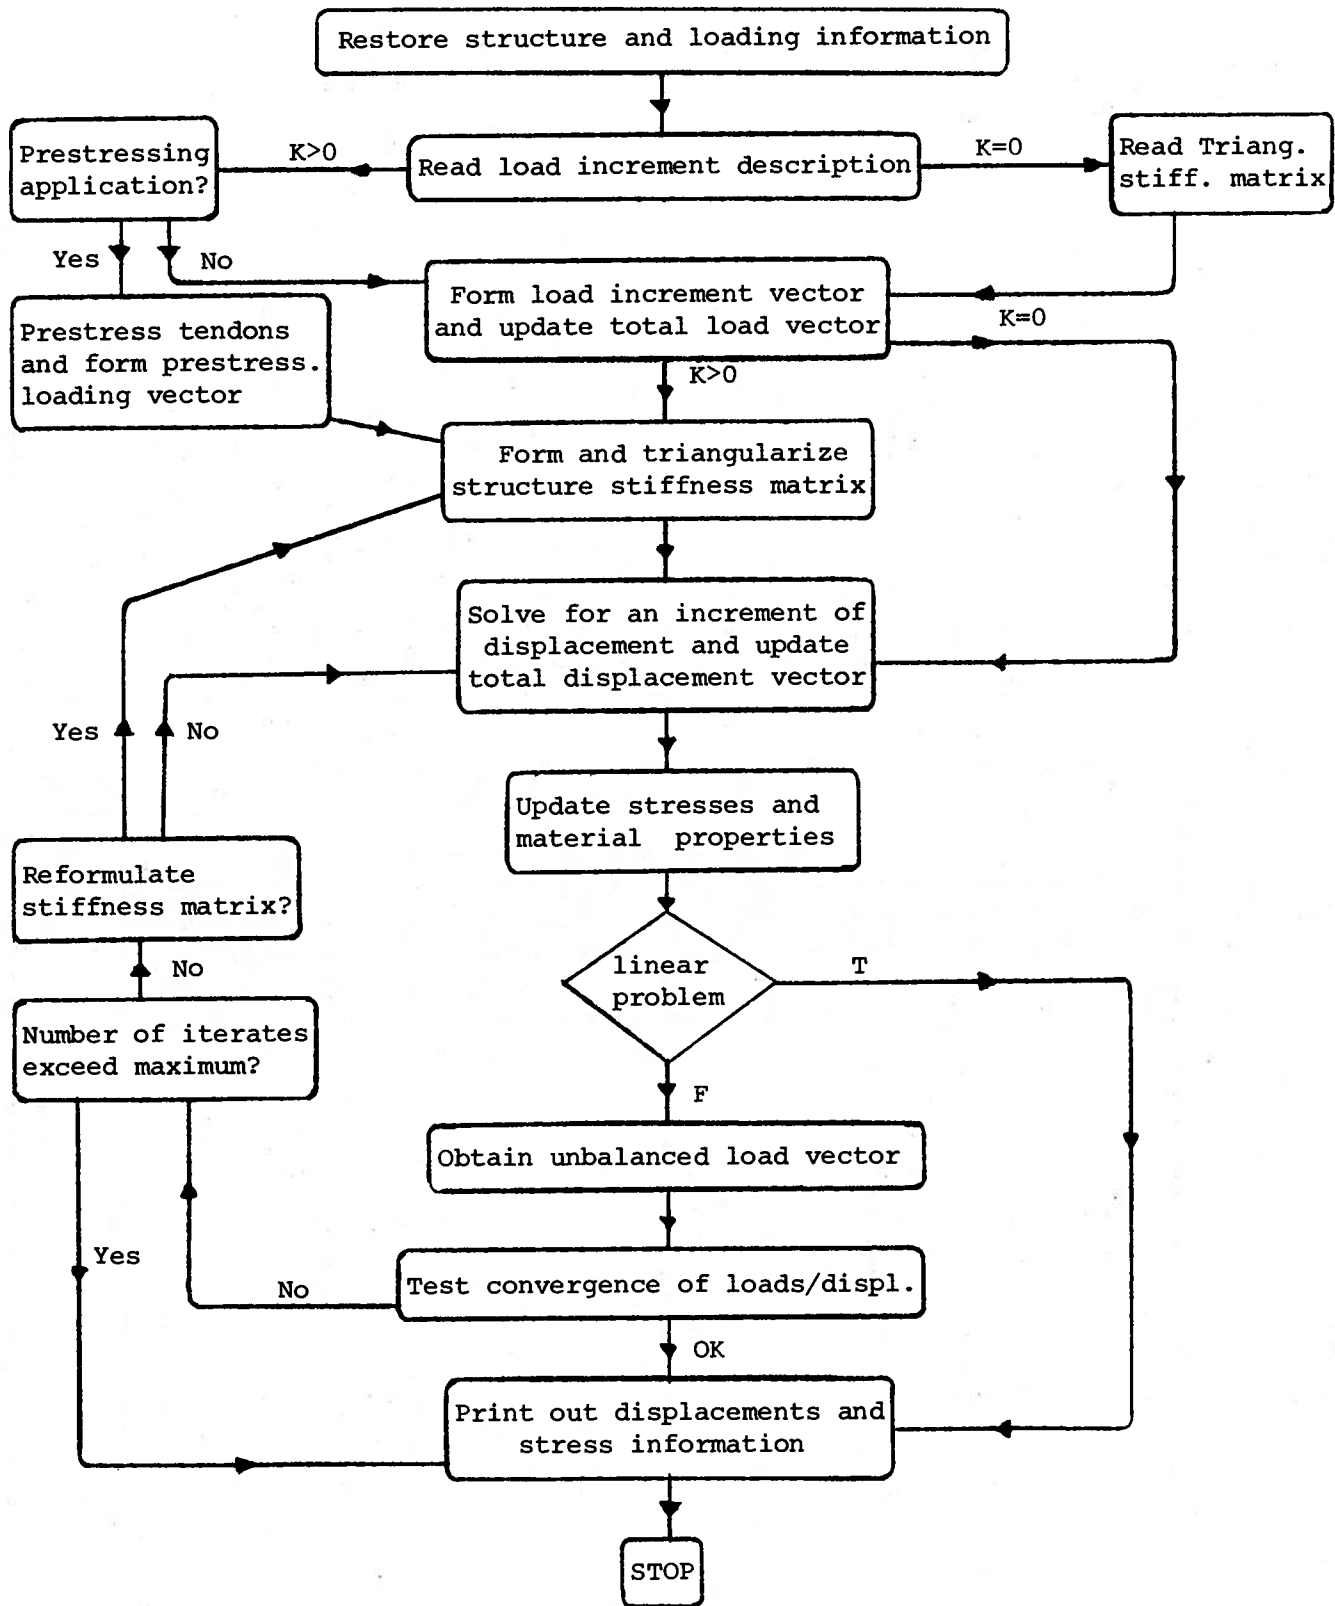 Restore structure and loading information
Prestressing
application?
K>0
Read load increment description
K=0
Read Triang.
stiff. matrix
Yes
No
Form load increment vector
and update total load vector
K=0
Prestress tendons
and form prestress.
loading vector
K>0
Form and triangularize
structure stiffness matrix
Solve for an increment of
displacement and update
total displacement vector
Yes
No
Update stresses and
material properties
Reformulate
stiffness matrix?
No
linear
problem
T
Number of iterates
exceed maximum?
F
Obtain unbalanced load vector
Yes
No
Test convergence of loads/displ.
OK
Print out displacements and
stress information
STOP